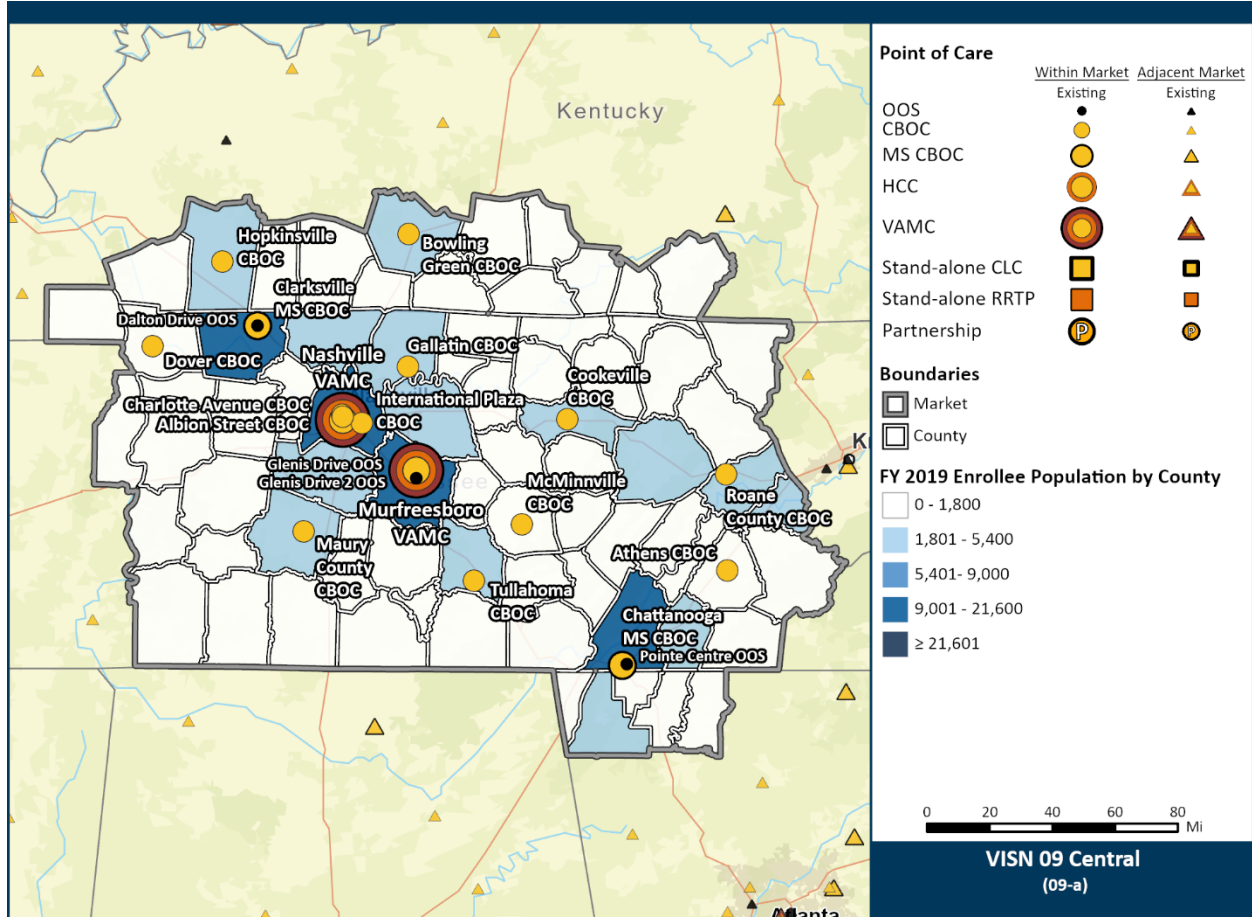 Kentucky
Hopkinsville
CBOC
Bowling
Green CBOC
Clarksville
MS CBOC
Dalton Drive OOS
Dover CBOC
Nashville
VAMC
Gallatin CBOC
Cookeville
CBOC
Charlotte Avenue CBOC
Albion Street CBOC
International Plaza
CBOC
Glenis Drive OOS
Glenis Drive 2 OOS
Murfreesboro
VAMC
McMinnville
CBOC
Roane
County CBOC
Maury
County
CBOC
Athens CBOC
Tullahoma
CBOC
Chattanooga
MS CBOC
Pointe Centre OOS
Atlanta
Point of Care
Within Market Adjacent Market
Existing Existing
OOS
CBOC
MS CBOC
HCC
VAMC
Stand-alone CLC
Stand-alone RRTP
Partnership P P
Boundaries
Market
County
FY 2019 Enrollee Population by County
0 - 1,800
1,801 - 5,400
5,401- 9,000
9,001 - 21,600
≥ 21,601
0 20 40 60 80
Mi
VISN 09 Central
(09-a)